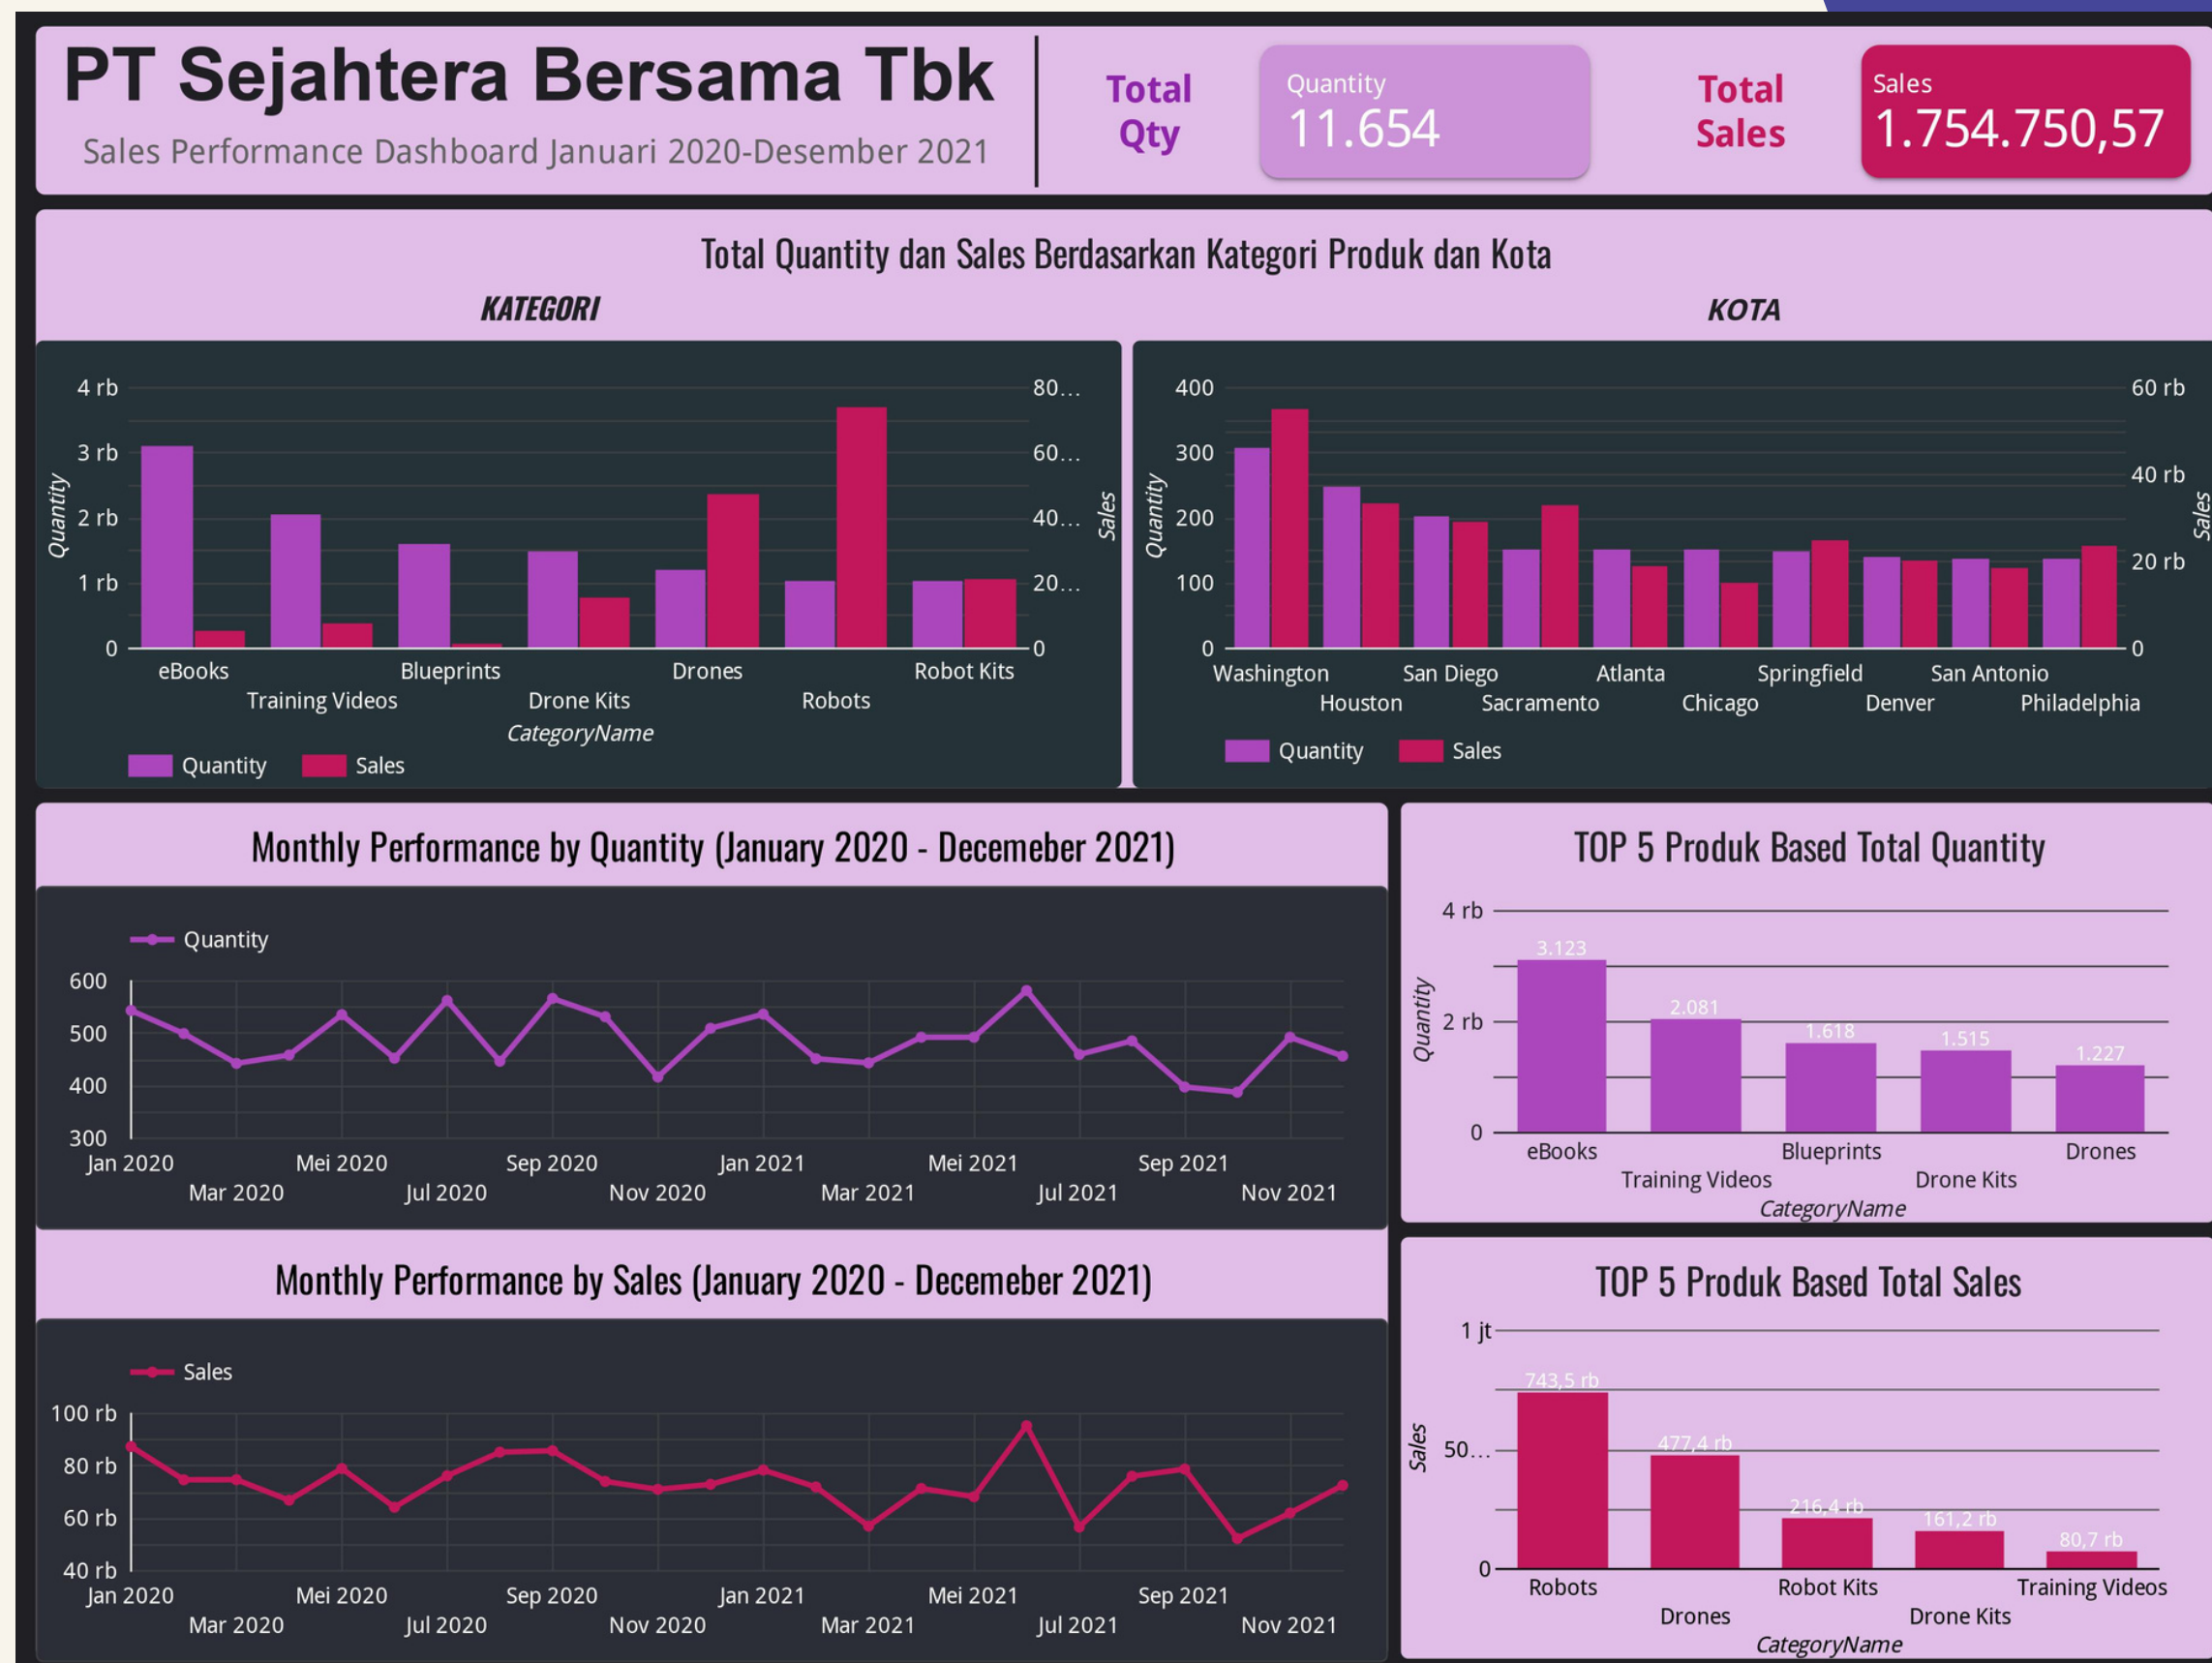 PT Sejahtera Bersama Tbk
Sales Performance Dashboard Januari 2020-Desember 2021
Total
Qty
Quantity
11.654
Total
Sales
Sales
1.754.750,57
Total Quantity dan Sales Berdasarkan Kategori Produk dan Kota
KATEGORI
4 rb
3 rb
2 rb
1 rb
0
Quantity
80...
60...
40...
20...
0
Sales
eBooks
Training Videos
Blueprints
Drone Kits
Drones
Robots
Robot Kits
CategoryName
Quantity
Sales
KOTA
400
300
200
100
0
Quantity
60 rb
40 rb
20 rb
0
Sales
Washington
Houston
San Diego
Sacramento
Atlanta
Chicago
Springfield
Denver
San Antonio
Philadelphia
Quantity
Sales
Monthly Performance by Quantity (January 2020 - Decemeber 2021)
Quantity
600
500
400
300
Jan 2020
Mar 2020
Mei 2020
Jul 2020
Sep 2020
Nov 2020
Jan 2021
Mar 2021
Mei 2021
Jul 2021
Sep 2021
Nov 2021
TOP 5 Produk Based Total Quantity
4 rb
2 rb
0
Quantity
3.123
2.081
1.618
1.515
1.227
eBooks
Training Videos
Blueprints
Drone Kits
Drones
CategoryName
Monthly Performance by Sales (January 2020 - Decemeber 2021)
Sales
100 rb
80 rb
60 rb
40 rb
Jan 2020
Mar 2020
Mei 2020
Jul 2020
Sep 2020
Nov 2020
Jan 2021
Mar 2021
Mei 2021
Jul 2021
Sep 2021
Nov 2021
TOP 5 Produk Based Total Sales
1 jt
50...
0
Sales
743,5 rb
477,4 rb
216,4 rb
161,2 rb
80,7 rb
Robots
Drones
Robot Kits
Drone Kits
Training Videos
CategoryName